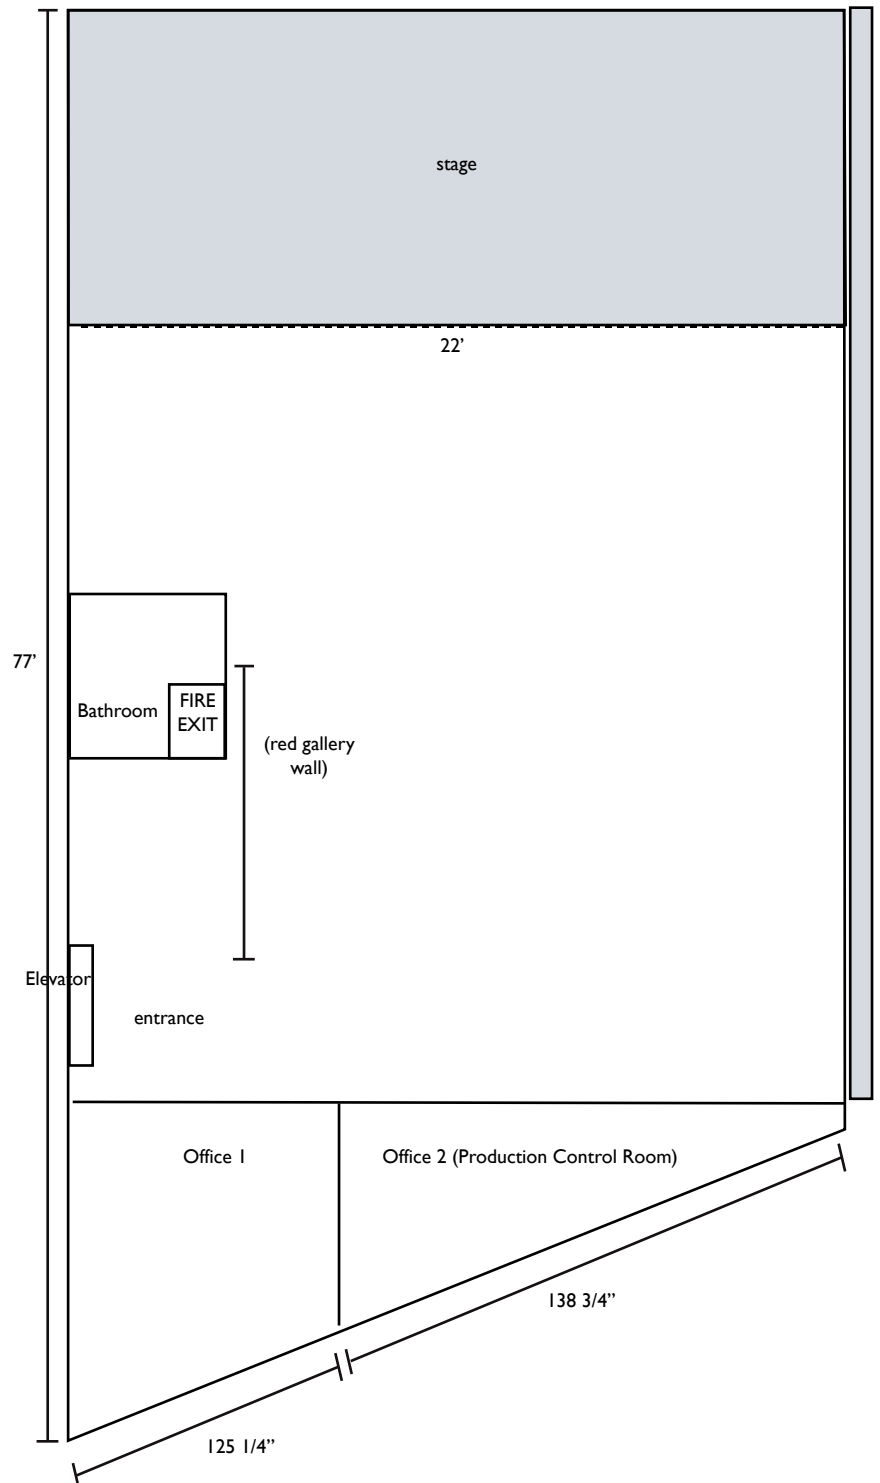 stage
22’
77’
Bathroom
FIRE
EXIT
(red gallery
wall)
Elevator
entrance
Office 1
Office 2 (Production Control Room)
138 3/4”
125 1/4”